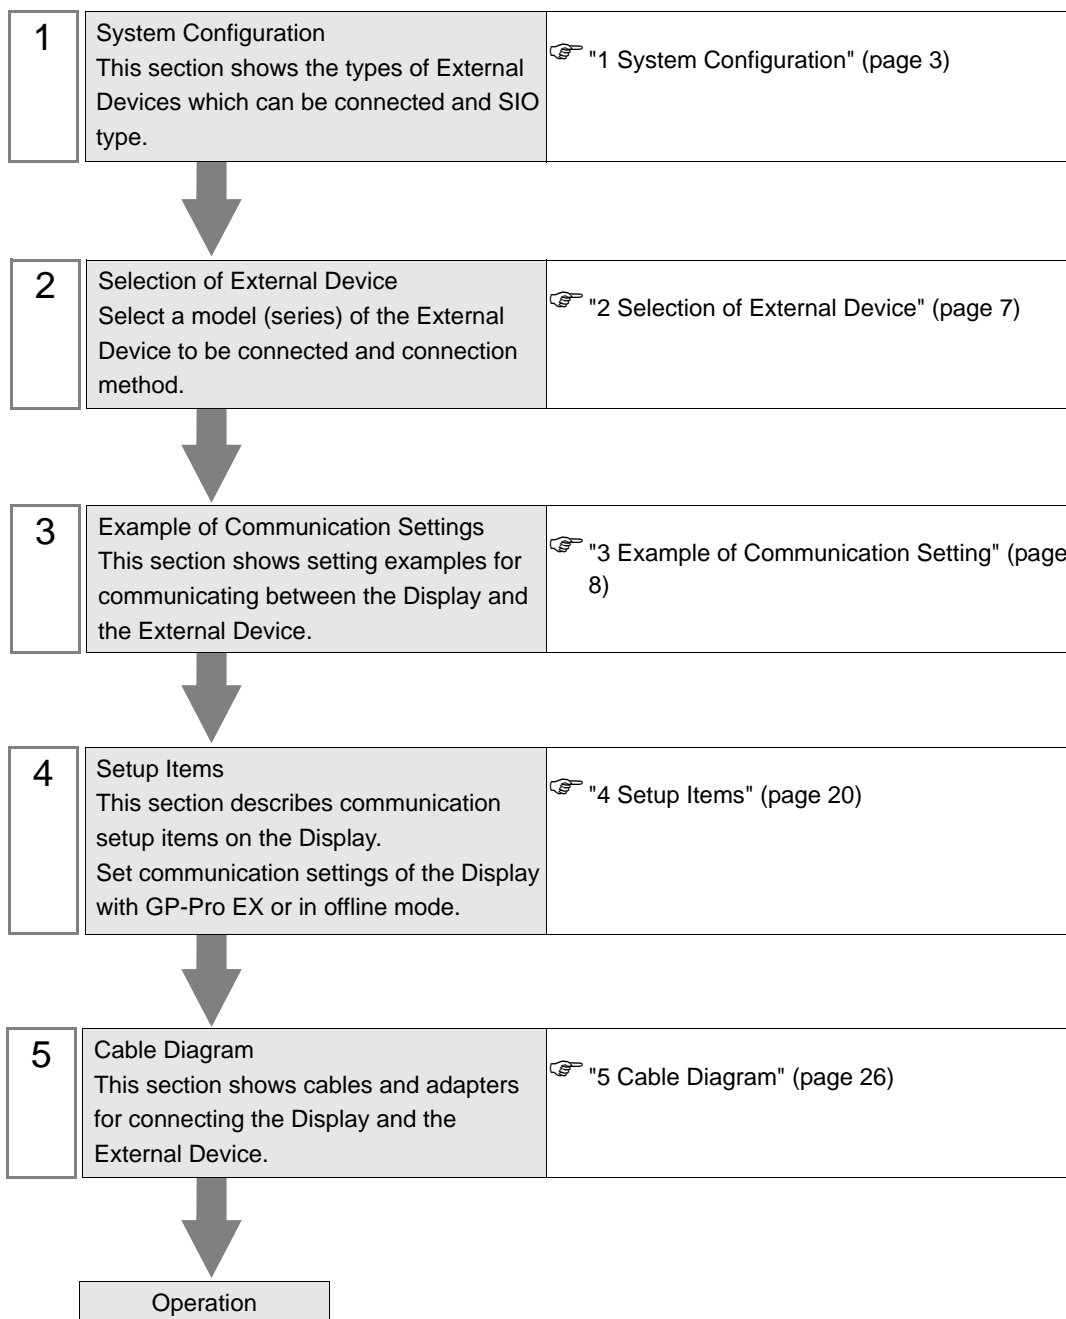 1
System Configuration
This section shows the types of External
Devices which can be connected and SIO
type.
"1 System Configuration" (page 3)
2
Selection of External Device
Select a model (series) of the External
Device to be connected and connection
method.
"2 Selection of External Device" (page 7)
3
Example of Communication Settings
This section shows setting examples for
communicating between the Display and
the External Device.
"3 Example of Communication Setting" (page
8)
4
Setup Items
This section describes communication
setup items on the Display.
Set communication settings of the Display
with GP-Pro EX or in offline mode.
"4 Setup Items" (page 20)
5
Cable Diagram
This section shows cables and adapters
for connecting the Display and the
External Device.
"5 Cable Diagram" (page 26)
Operation